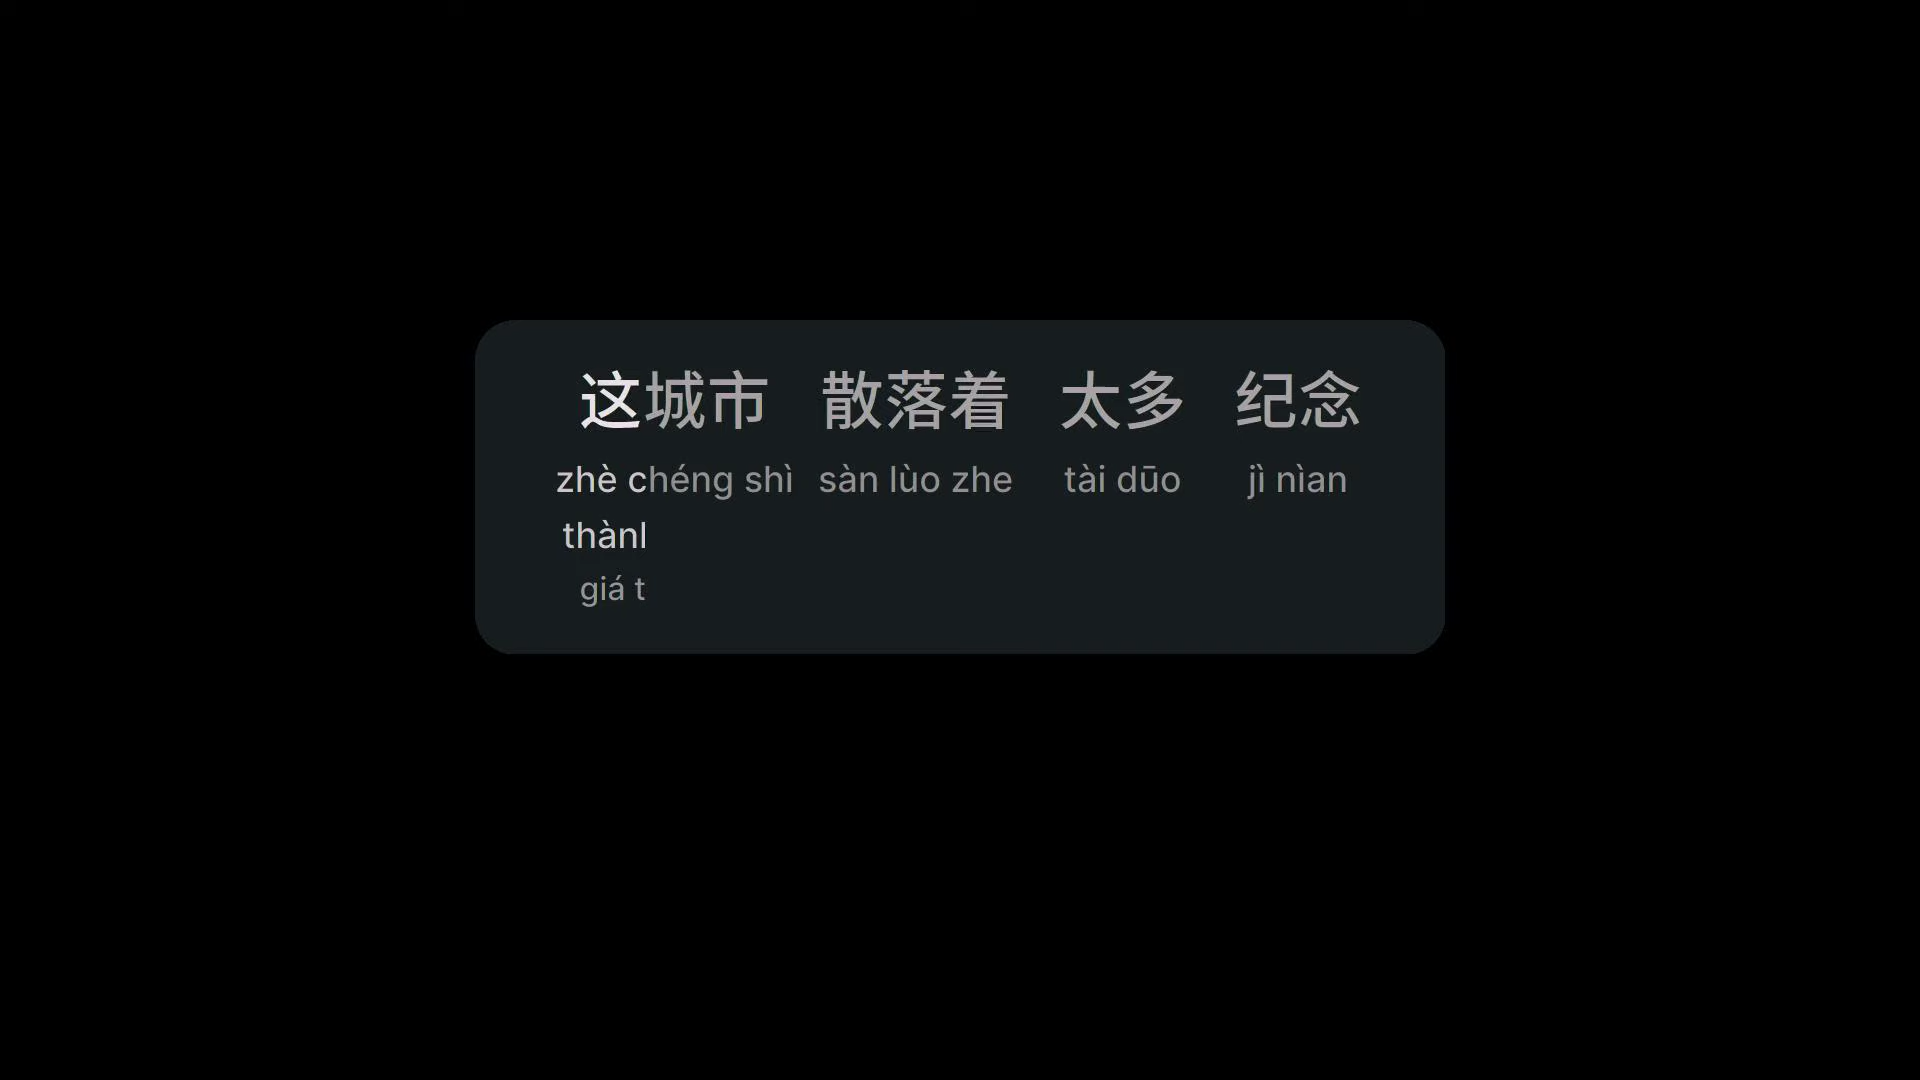 这城市 散落着 太多 纪念
zhè chéng shì sàn lùo zhe tài dūo jì nìan
thànl
giá t